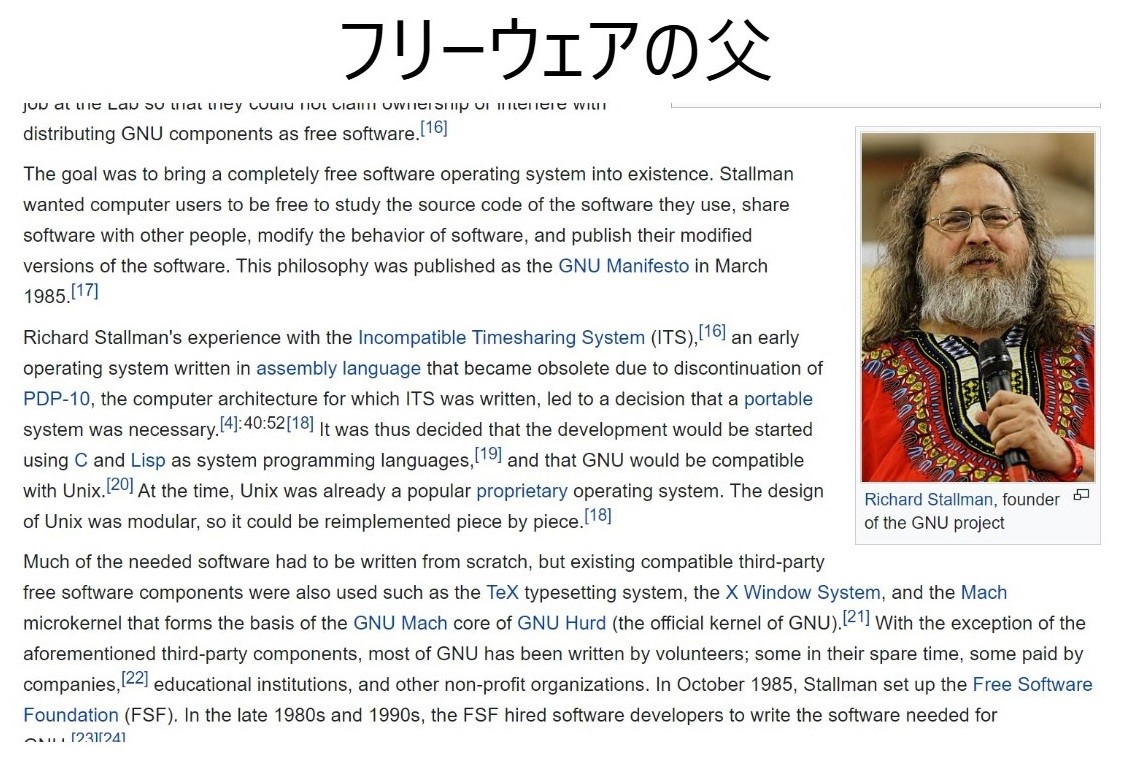 フリーウェアの父
job at the Lab so that they could not claim ownership or interfere with
distributing GNU components as free software.[16]
The goal was to bring a completely free software operating system into existence. Stallman
wanted computer users to be free to study the source code of the software they use, share
software with other people, modify the behavior of software, and publish their modified
versions of the software. This philosophy was published as the GNU Manifesto in March
1985.[17]
Richard Stallman's experience with the Incompatible Timesharing System (ITS),[16] an early
operating system written in assembly language that became obsolete due to discontinuation of
PDP-10, the computer architecture for which ITS was written, led to a decision that a portable
system was necessary.[4]:40:52[18] It was thus decided that the development would be started
using C and Lisp as system programming languages,[19] and that GNU would be compatible
with Unix.[20] At the time, Unix was already a popular proprietary operating system. The design
of Unix was modular, so it could be reimplemented piece by piece.[18]
Richard Stallman, founder
of the GNU project
Much of the needed software had to be written from scratch, but existing compatible third-party
free software components were also used such as the TeX typesetting system, the X Window System, and the Mach
microkernel that forms the basis of the GNU Mach core of GNU Hurd (the official kernel of GNU).[21] With the exception of the
aforementioned third-party components, most of GNU has been written by volunteers; some in their spare time, some paid by
companies,[22] educational institutions, and other non-profit organizations. In October 1985, Stallman set up the Free Software
Foundation (FSF). In the late 1980s and 1990s, the FSF hired software developers to write the software needed for
GNU.[23][24]